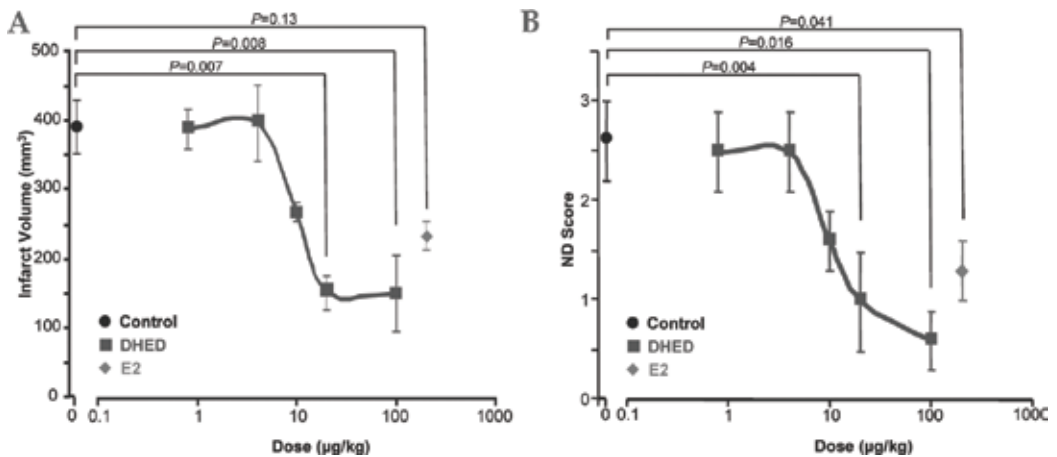 A
P=0.13
P=0.008
P=0.007
500
400
300
200
100
0
Infarct Volume (mm³)
Control
DHED
E2
0 0.1 1 10 100 1000
Dose (µg/kg)
B
P=0.041
P=0.016
P=0.004
3
2
1
0
ND Score
Control
DHED
E2
0 0.1 1 10 100 1000
Dose (µg/kg)